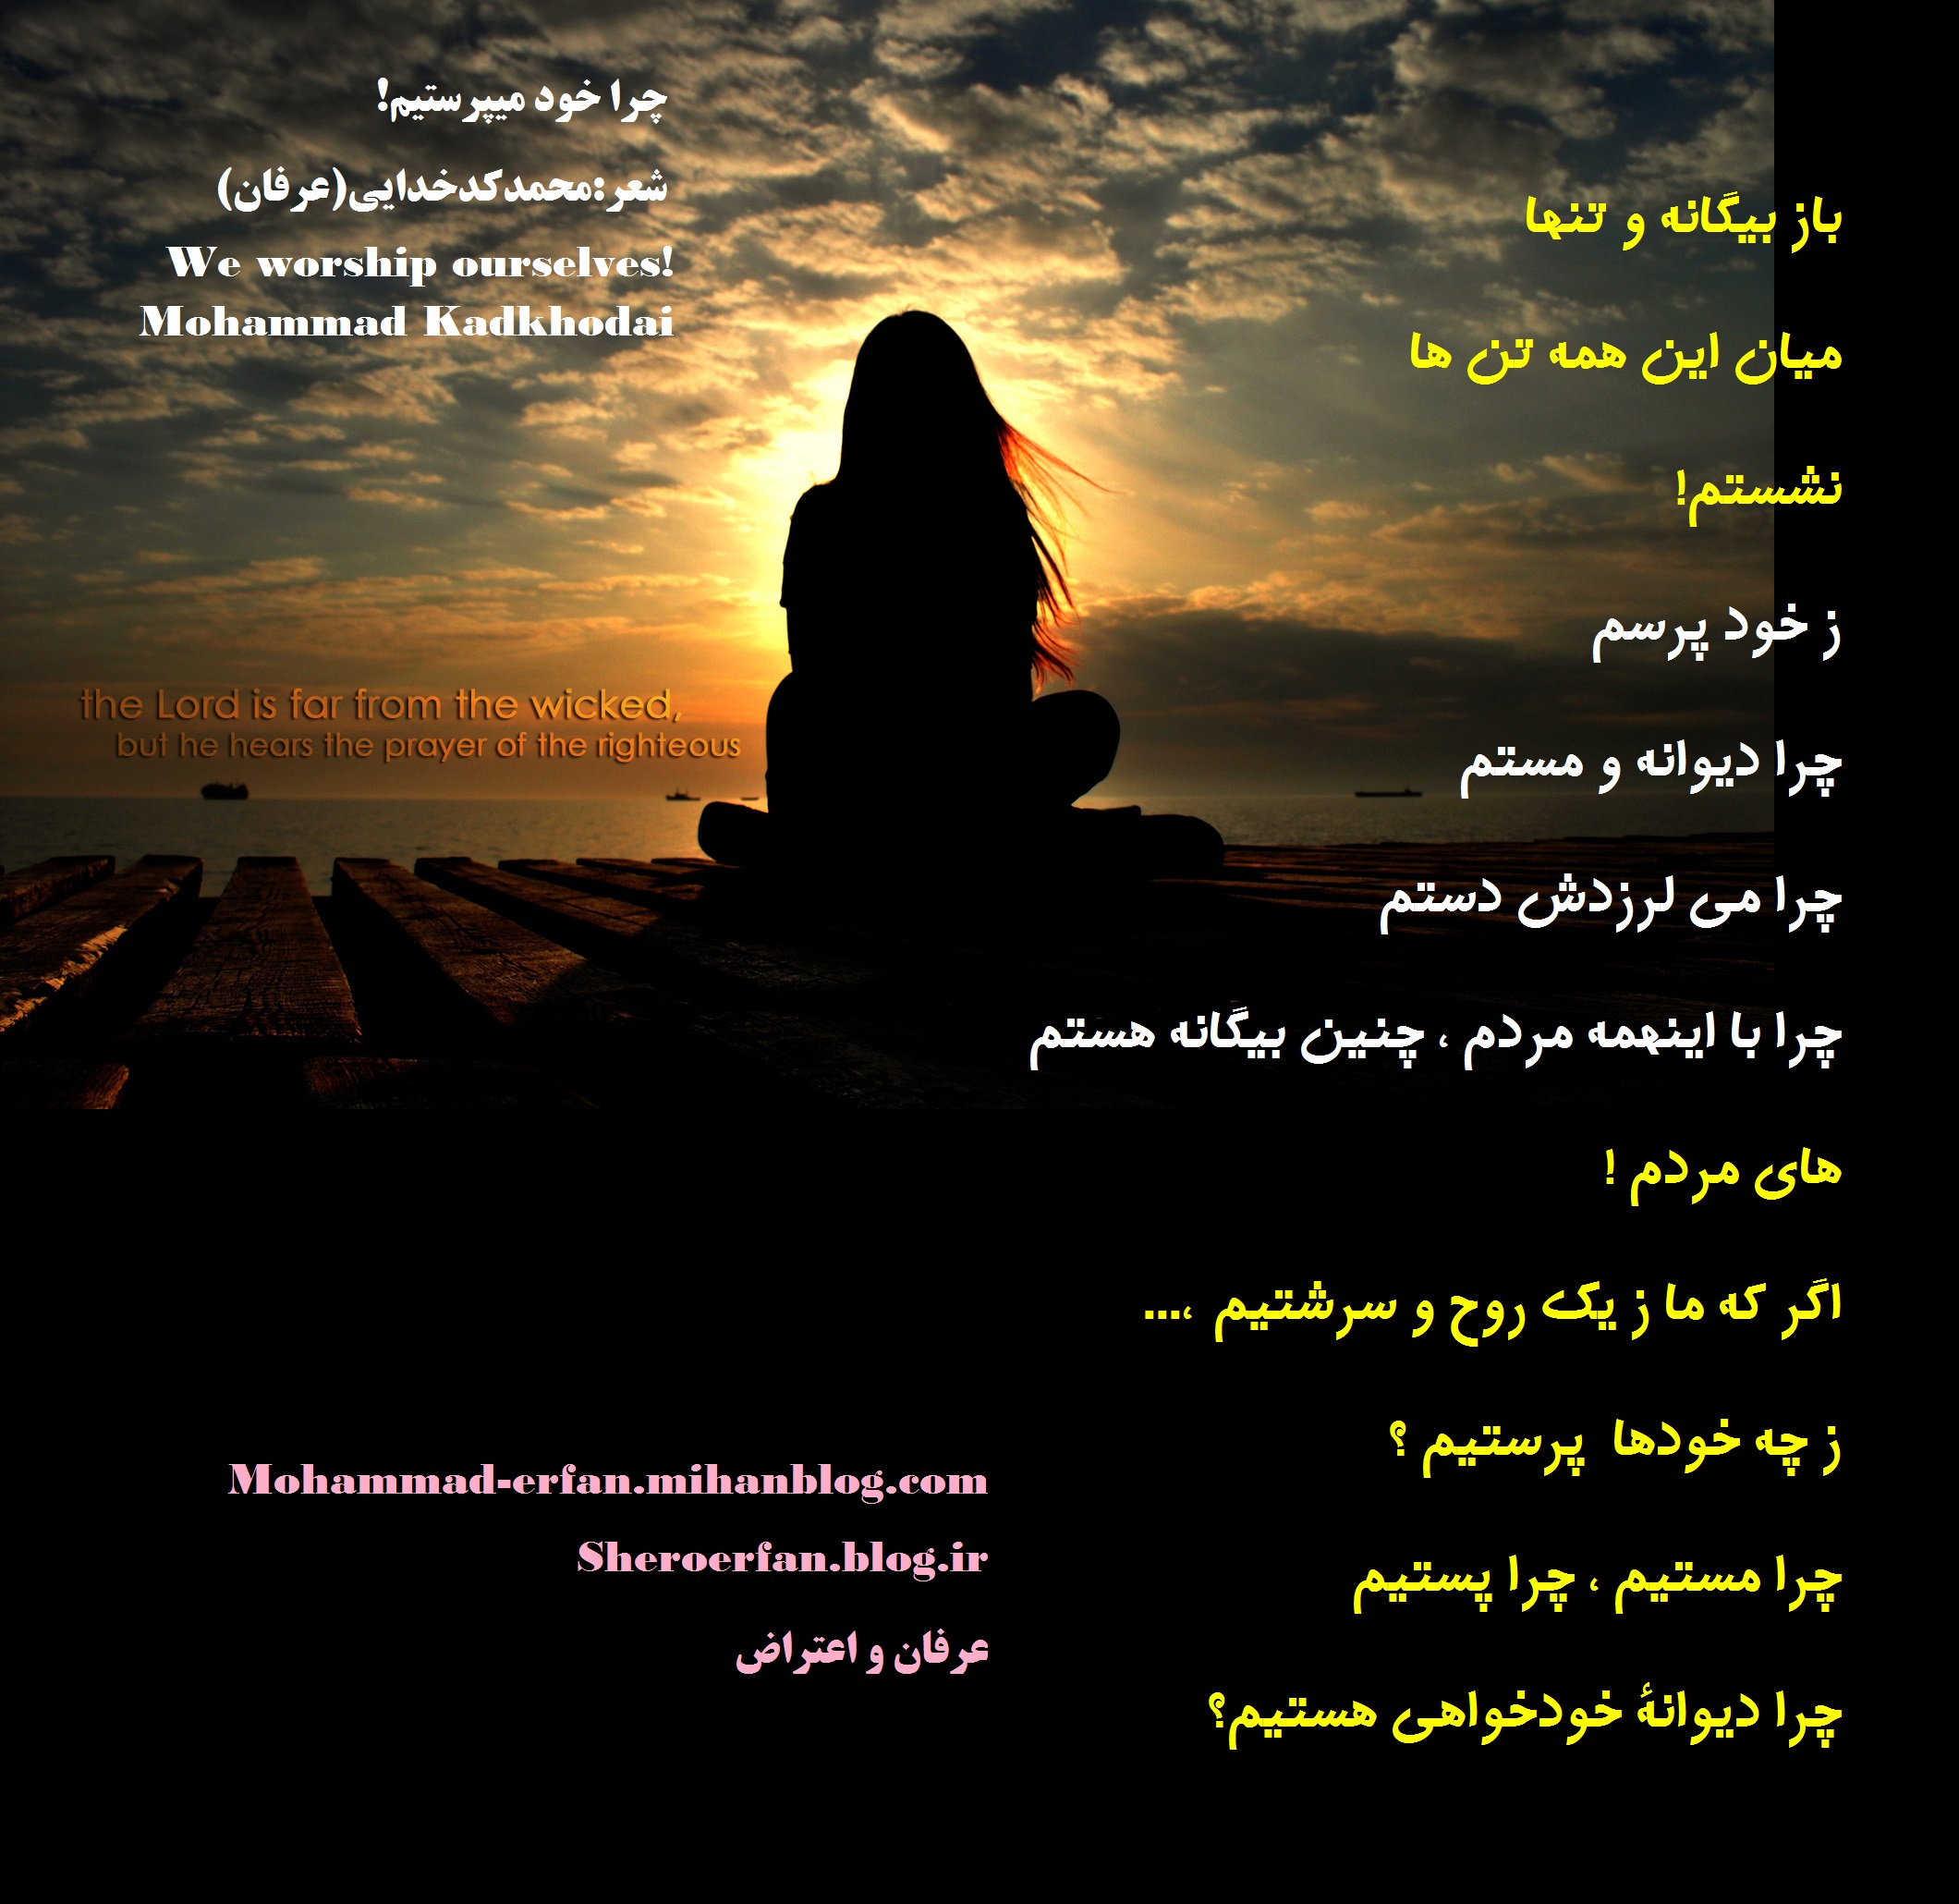 چرا خود میپرستیم!
شعر:محمدکدخدایی(عرفان)
We worship ourselves!
Mohammad Kadkhodai
باز بیگانه و تنها
میان این همه تن ها
نشستم!
ز خود پرسم
چرا دیوانه و مستم
چرا می لرزدش دستم
چرا با اینهمه مردم ، چنین بیگانه هستم
های مردم !
اگر که ما ز یک روح و سرشتیم ،...
ز چه خودها پرستیم ؟
چرا مستیم ، چرا پستیم
چرا دیوانهٔ خودخواهی هستیم؟
the Lord is far from the wicked,
but he hears the prayer of the righteous
Mohammad-erfan.mihanblog.com
Sheroerfan.blog.ir
عرفان و اعتراض